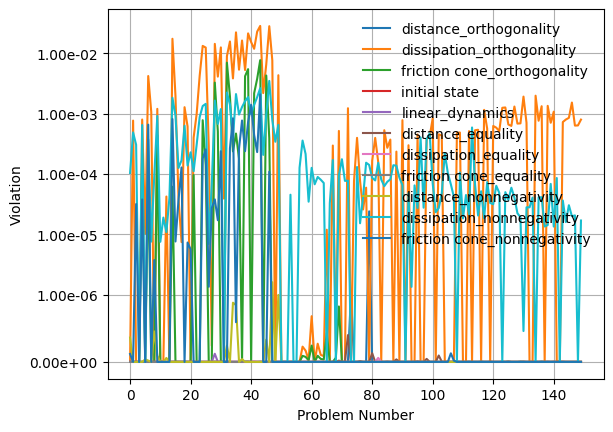 distance_orthogonality
dissipation_orthogonality
friction cone_orthogonality
initial state
linear_dynamics
distance_equality
dissipation_equality
friction cone_equality
distance_nonnegativity
dissipation_nonnegativity
friction cone_nonnegativity
1.00e-02
1.00e-03
1.00e-04
1.00e-05
1.00e-06
0.00e+00
Violation
0 20 40 60 80 100 120 140
Problem Number